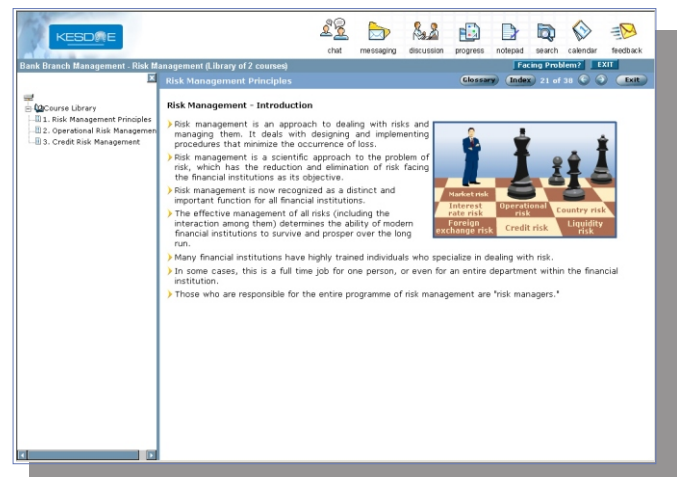 KESDEE
chat messaging discussion progress notepad search calendar feedback
Bank Branch Management - Risk Management (Library of 2 courses)
Facing Problem? EXIT
Risk Management Principles
Glossary Index 21 of 38 Exit
Course Library
1. Risk Management Principles
2. Operational Risk Managemen
3. Credit Risk Management
Risk Management - Introduction
Risk management is an approach to dealing with risks and
managing them. It deals with designing and implementing
procedures that minimize the occurrence of loss.
Risk management is a scientific approach to the problem of
risk, which has the reduction and elimination of risk facing
the financial institutions as its objective.
Risk management is now recognized as a distinct and
important function for all financial institutions.
The effective management of all risks (including the
interaction among them) determines the ability of modern
financial institutions to survive and prosper over the long
run.
Many financial institutions have highly trained individuals who specialize in dealing with risk.
In some cases, this is a full time job for one person, or even for an entire department within the financial
institution.
Those who are responsible for the entire programme of risk management are "risk managers."
Market risk
Interest
rate risk
Operational
risk
Country risk
Foreign
exchange risk
Credit risk
Liquidity
risk